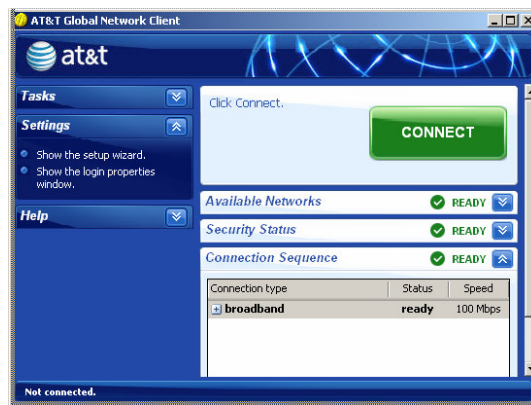 AT&T Global Network Client
at&t
Tasks
Settings
Show the setup wizard.
Show the login properties
window.
Help
Click Connect.
CONNECT
Available Networks READY
Security Status READY
Connection Sequence READY
Connection type Status Speed
broadband ready 100 Mbps
Not connected.